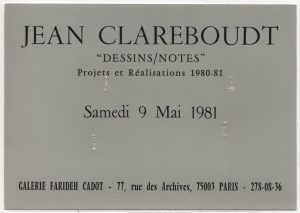 JEAN CLAREBOUDT
"DESSINS/NOTES"
Projets et Réalisations 1980-81
Samedi 9 Mai 1981
GALERIE FARIDEH CADOT - 77, rue des Archives, 75003 PARIS - 278-08-36